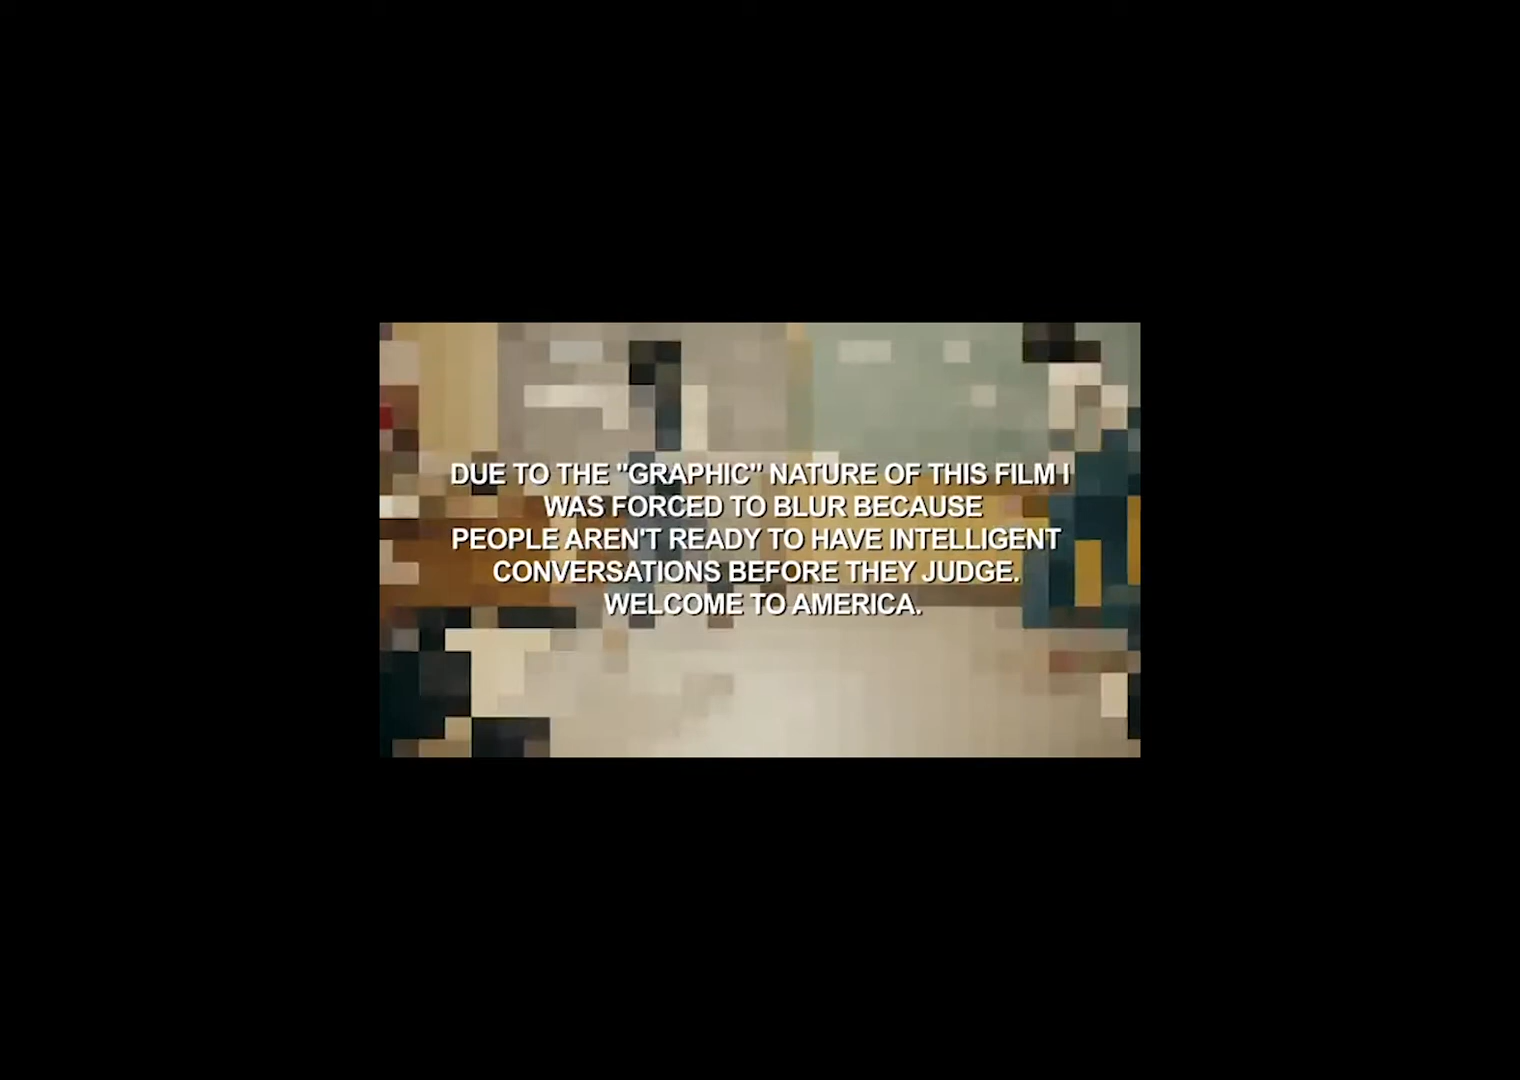 DUE TO THE "GRAPHIC" NATURE OF THIS FILM I
WAS FORCED TO BLUR BECAUSE
PEOPLE AREN'T READY TO HAVE INTELLIGENT
CONVERSATIONS BEFORE THEY JUDGE.
WELCOME TO AMERICA.